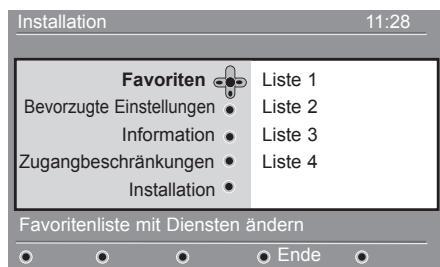 Installation 11:28
Favoriten Liste 1
Bevorzugte Einstellungen Liste 2
Information Liste 3
Zugangbeschränkungen Liste 4
Installation
Favoritenliste mit Diensten ändern
Ende